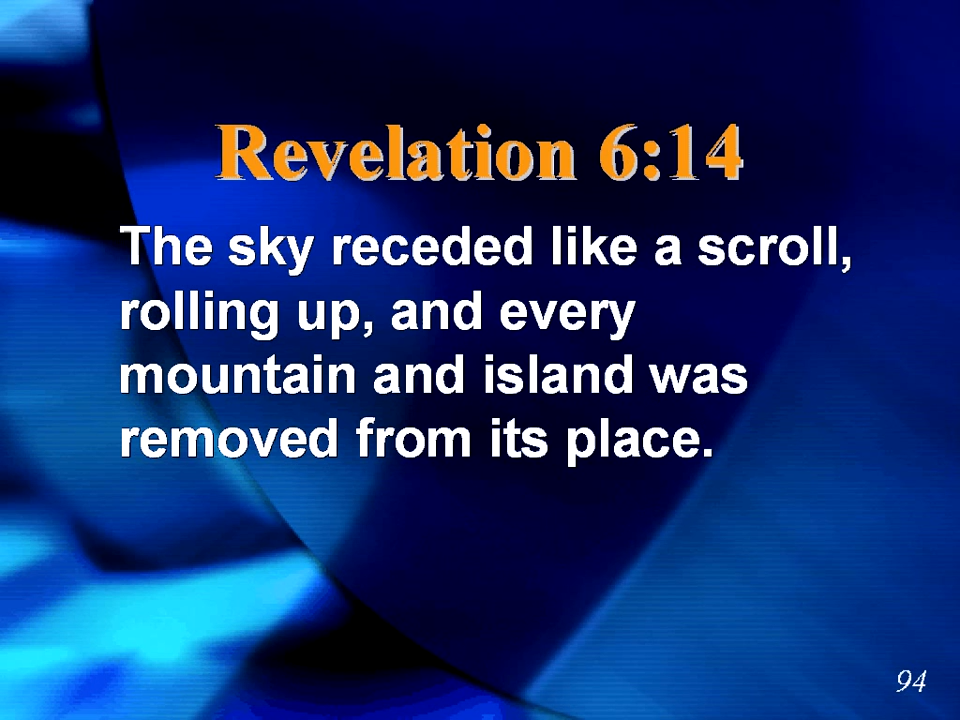 Revelation 6:14
The sky receded like a scroll,
rolling up, and every
mountain and island was
removed from its place.
94